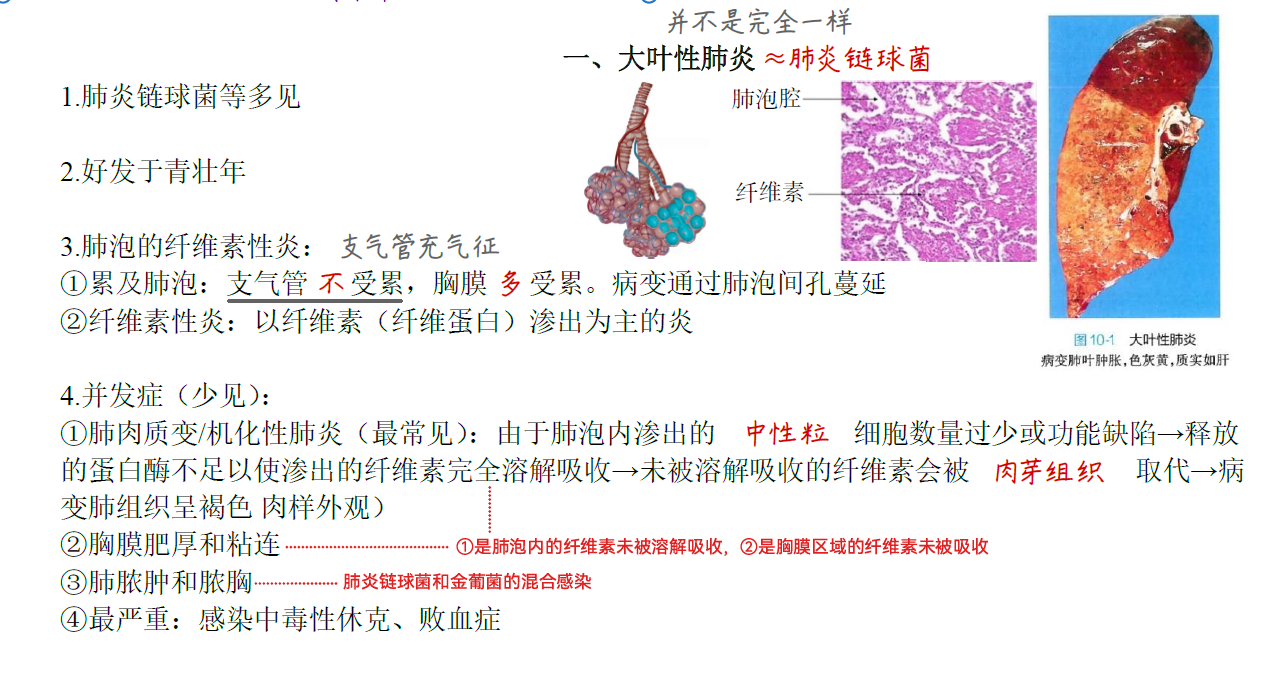 并不是完全一样
一、大叶性肺炎 ≈肺炎链球菌
1.肺炎链球菌等多见
肺泡腔
2.好发于青壮年
纤维素
3.肺泡的纤维素性炎： 支气管充气征
①累及肺泡：支气管 不 受累，胸膜 多 受累。病变通过肺泡间孔蔓延
②纤维素性炎：以纤维素（纤维蛋白）渗出为主的炎
图10-1 大叶性肺炎
病变肺叶肿胀,色灰黄,质实如肝
4.并发症（少见）：
①肺肉质变/机化性肺炎（最常见）：由于肺泡内渗出的 中性粒 细胞数量过少或功能缺陷→释放
的蛋白酶不足以使渗出的纤维素完全溶解吸收→未被溶解吸收的纤维素会被 肉芽组织 取代→病
变肺组织呈褐色 肉样外观）
②胸膜肥厚和粘连 ①是肺泡内的纤维素未被溶解吸收，②是胸膜区域的纤维素未被吸收
③肺脓肿和脓胸 肺炎链球菌和金葡菌的混合感染
④最严重：感染中毒性休克、败血症